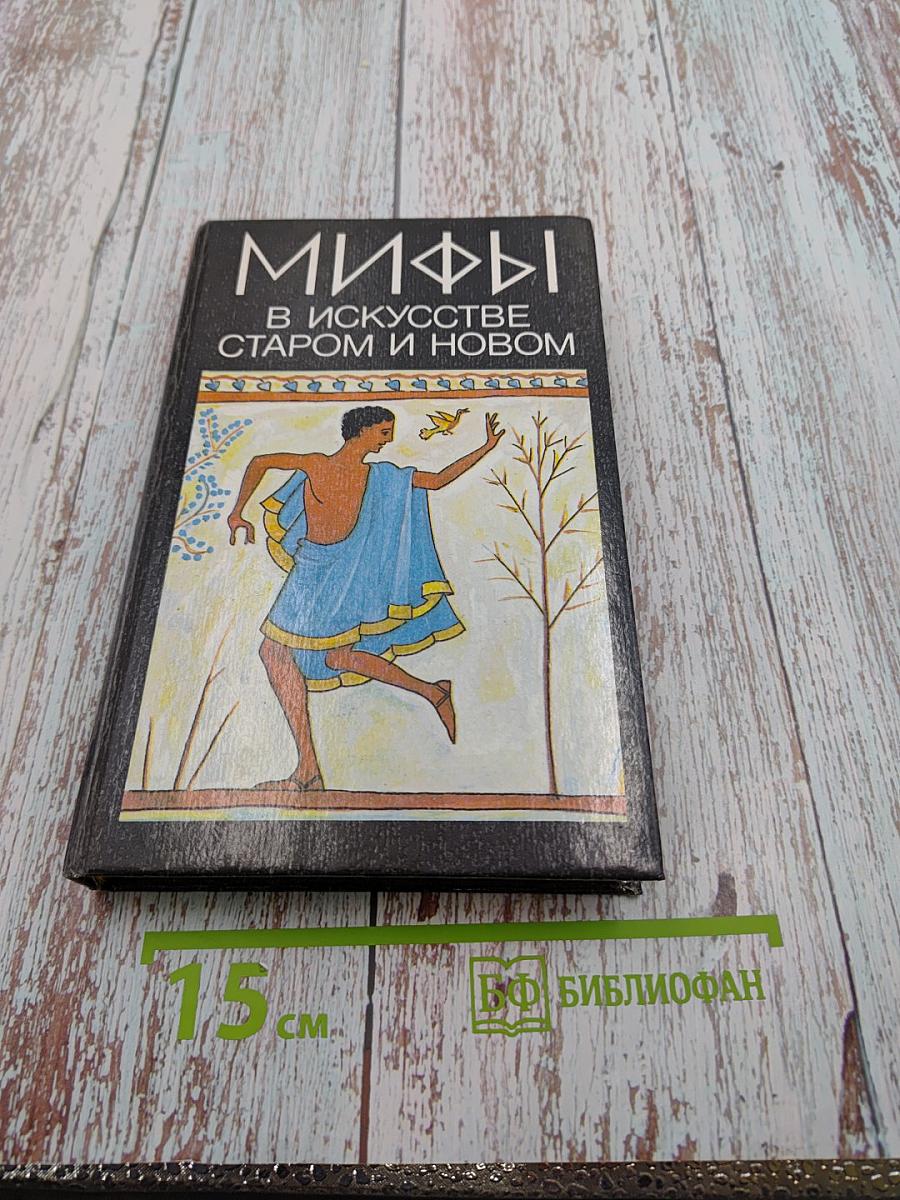 МИФЫ
В ИСКУССТВЕ
СТАРОМ И НОВОМ
15 см
БФ БИБЛИОФАН